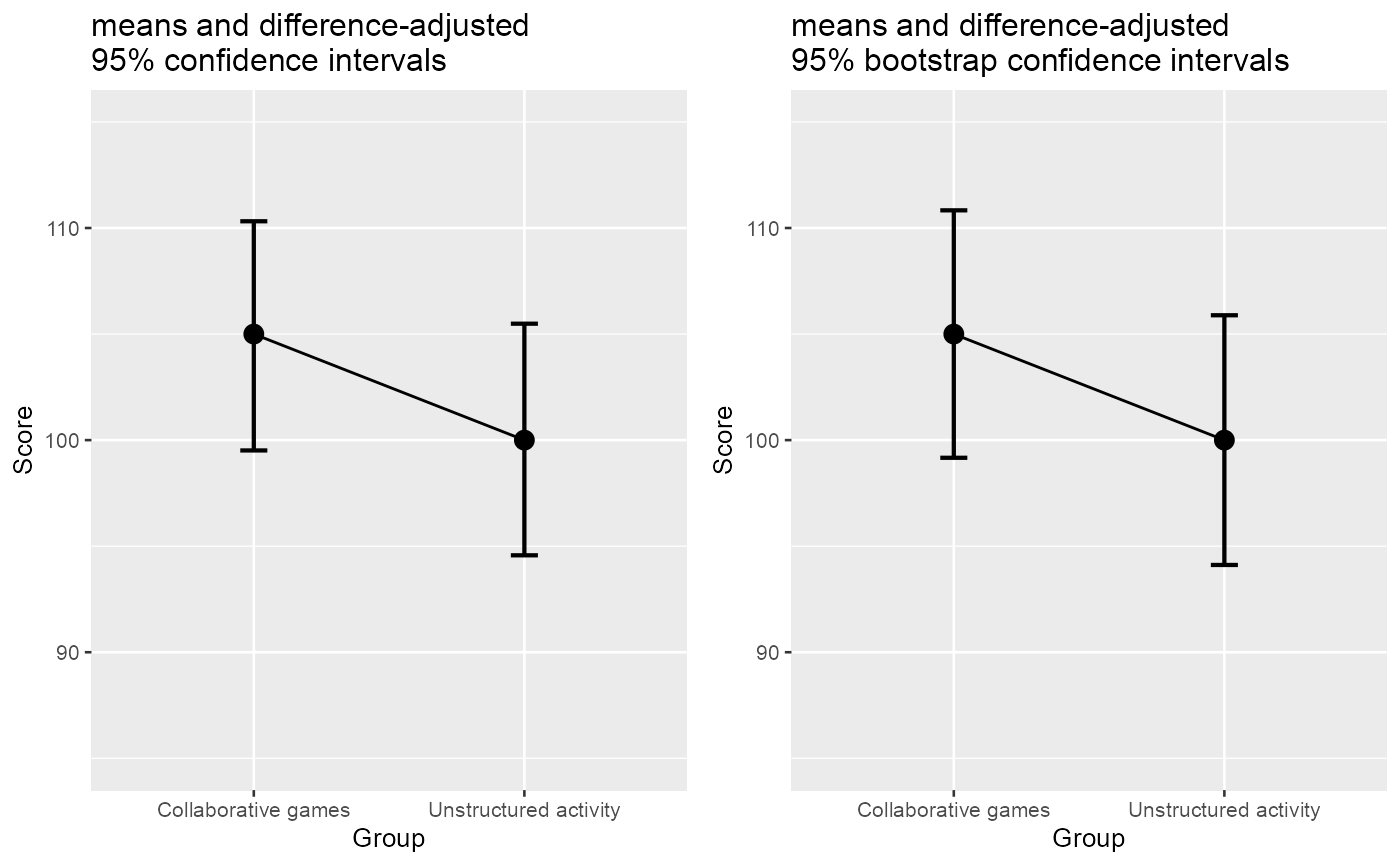 means and difference-adjusted
95% confidence intervals
Score
110
100
90
Collaborative games
Unstructured activity
Group
means and difference-adjusted
95% bootstrap confidence intervals
Score
110
100
90
Collaborative games
Unstructured activity
Group